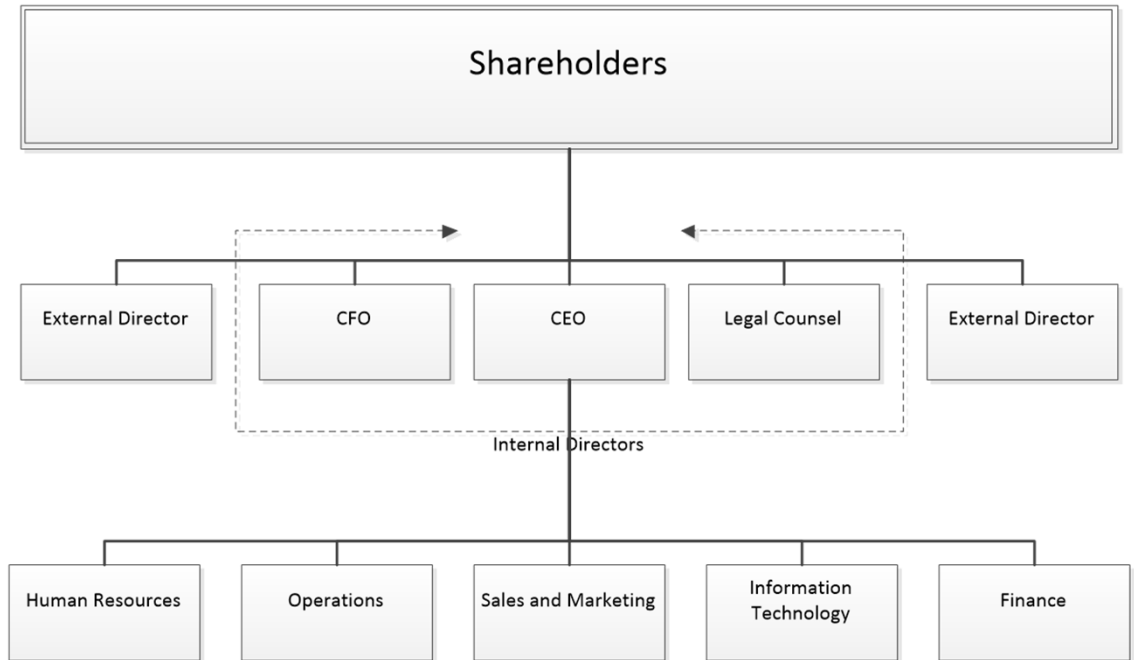 Shareholders
External Director
CFO
CEO
Legal Counsel
External Director
Internal Directors
Human Resources
Operations
Sales and Marketing
Information
Technology
Finance